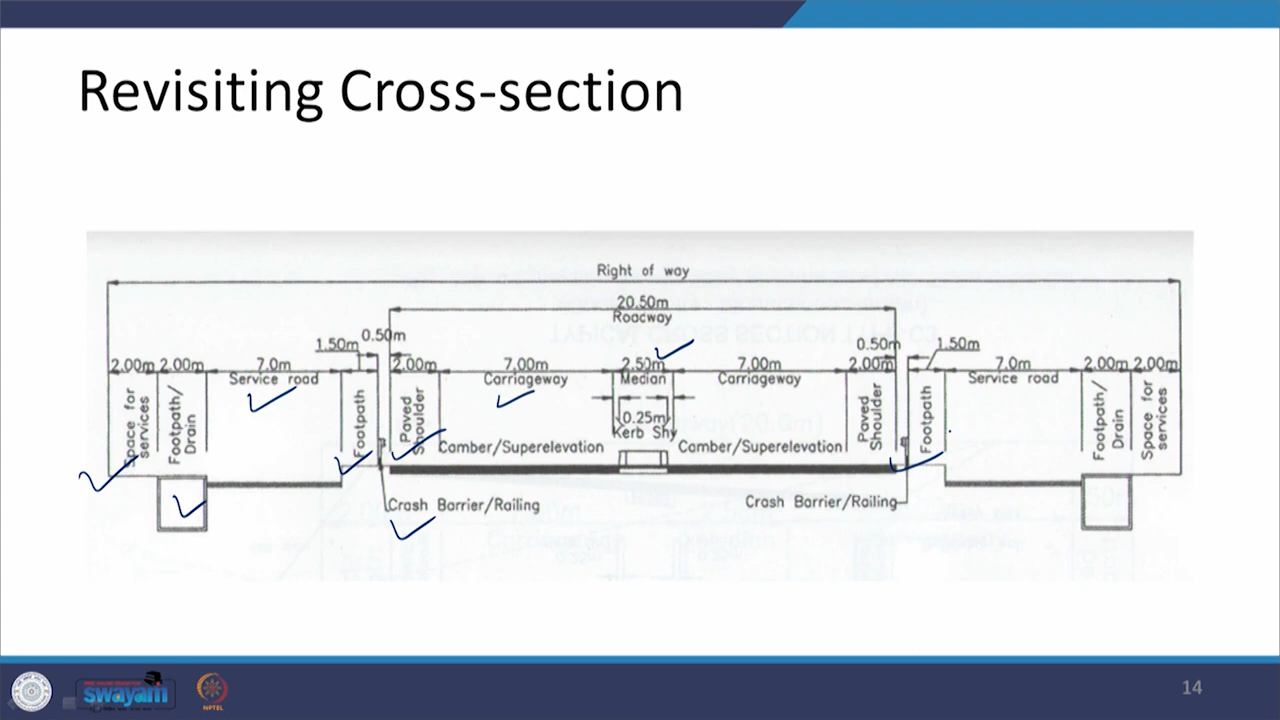 Revisiting Cross-section
Right of way
20.50m
Roadway
0.50m
1.50m
0.50m
1.50m
2.00m 2.00m 7.0m 2.00m 7.00m 2.50m 7.00m 2.00m 7.0m 2.00m 2.00m
Service road Carriageway Median Carriageway Service road
Space for services
Footpath/ Drain
Footpath
Paved Shoulder
0.25m
Kerb Shy
Camber/Superelevation
Camber/Superelevation
Paved Shoulder
Footpath
Footpath/ Drain
Space for services
Crash Barrier/Railing
Crash Barrier/Railing
TYPICAL CROSS SECTION
swayam
NPTEL
14